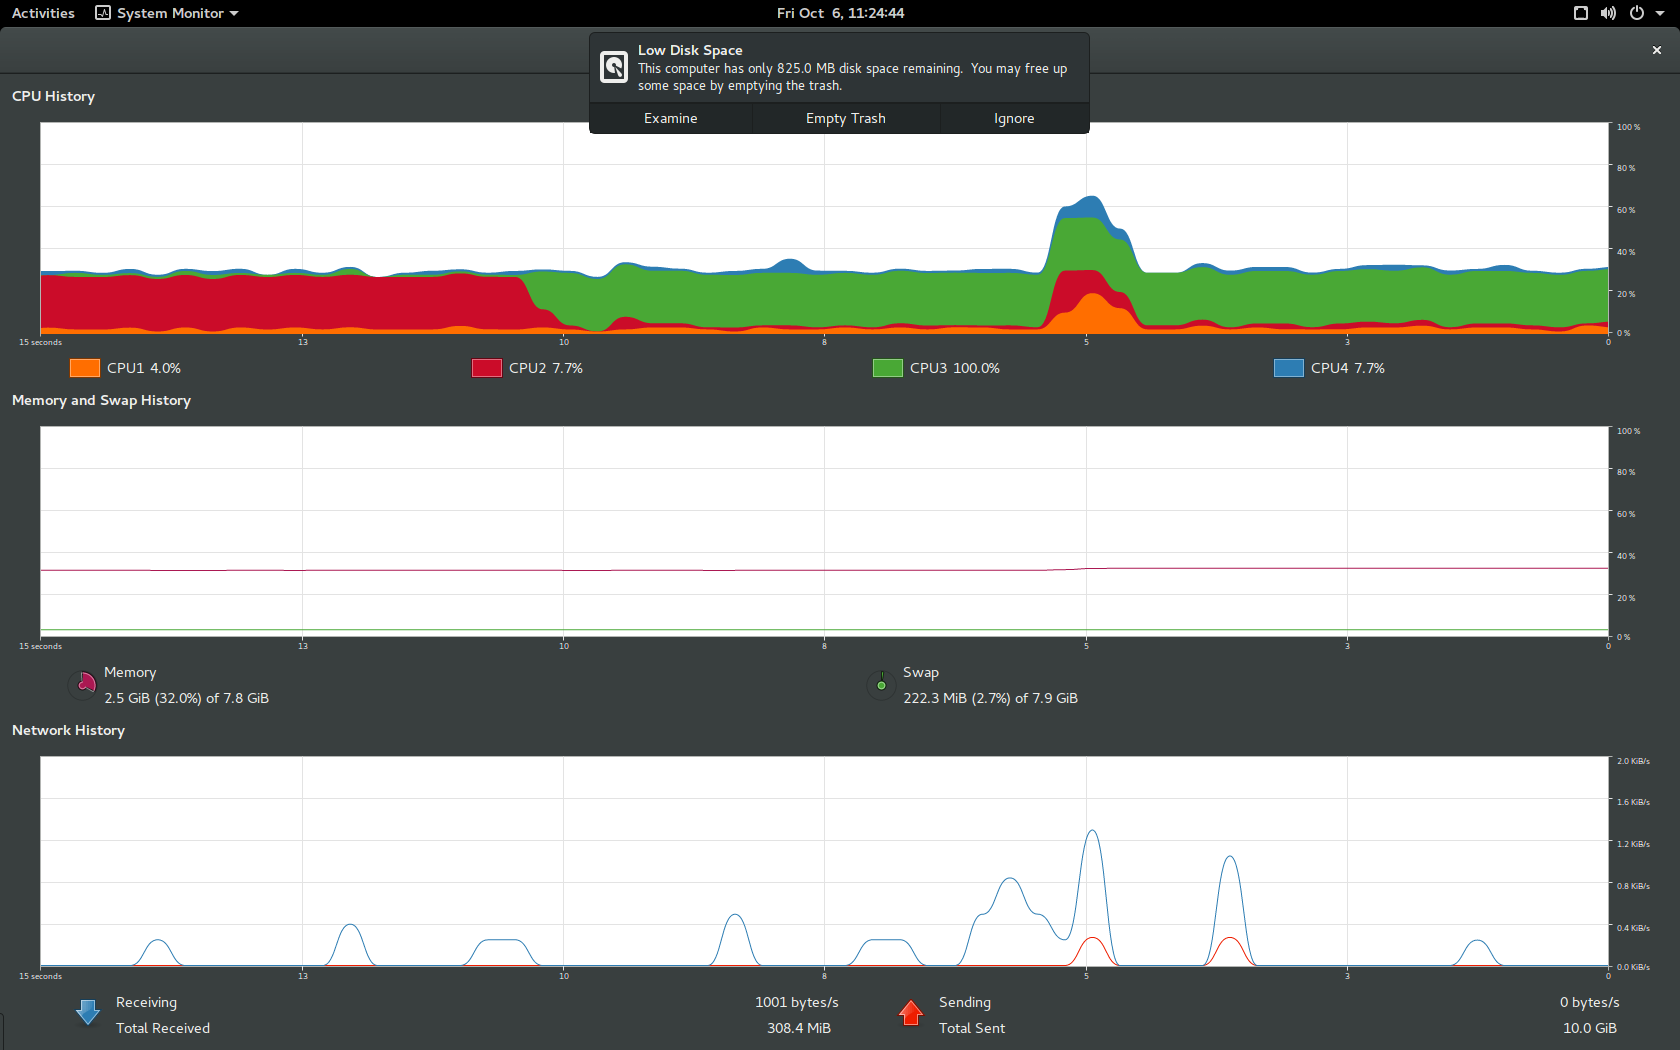 Activities System Monitor Fri Oct 6, 11:24:44
Low Disk Space
This computer has only 825.0 MB disk space remaining. You may free up
some space by emptying the trash.
Examine Empty Trash Ignore
CPU History
100 %
80 %
60 %
40 %
20 %
0 %
15 seconds 13 10 8 5 3 0
CPU1 4.0% CPU2 7.7% CPU3 100.0% CPU4 7.7%
Memory and Swap History
100 %
80 %
60 %
40 %
20 %
0 %
15 seconds 13 10 8 5 3 0
Memory
2.5 GiB (32.0%) of 7.8 GiB
Swap
222.3 MiB (2.7%) of 7.9 GiB
Network History
2.0 KiB/s
1.6 KiB/s
1.2 KiB/s
0.8 KiB/s
0.4 KiB/s
0.0 KiB/s
15 seconds 13 10 8 5 3 0
Receiving 1001 bytes/s
Total Received 308.4 MiB
Sending 0 bytes/s
Total Sent 10.0 GiB